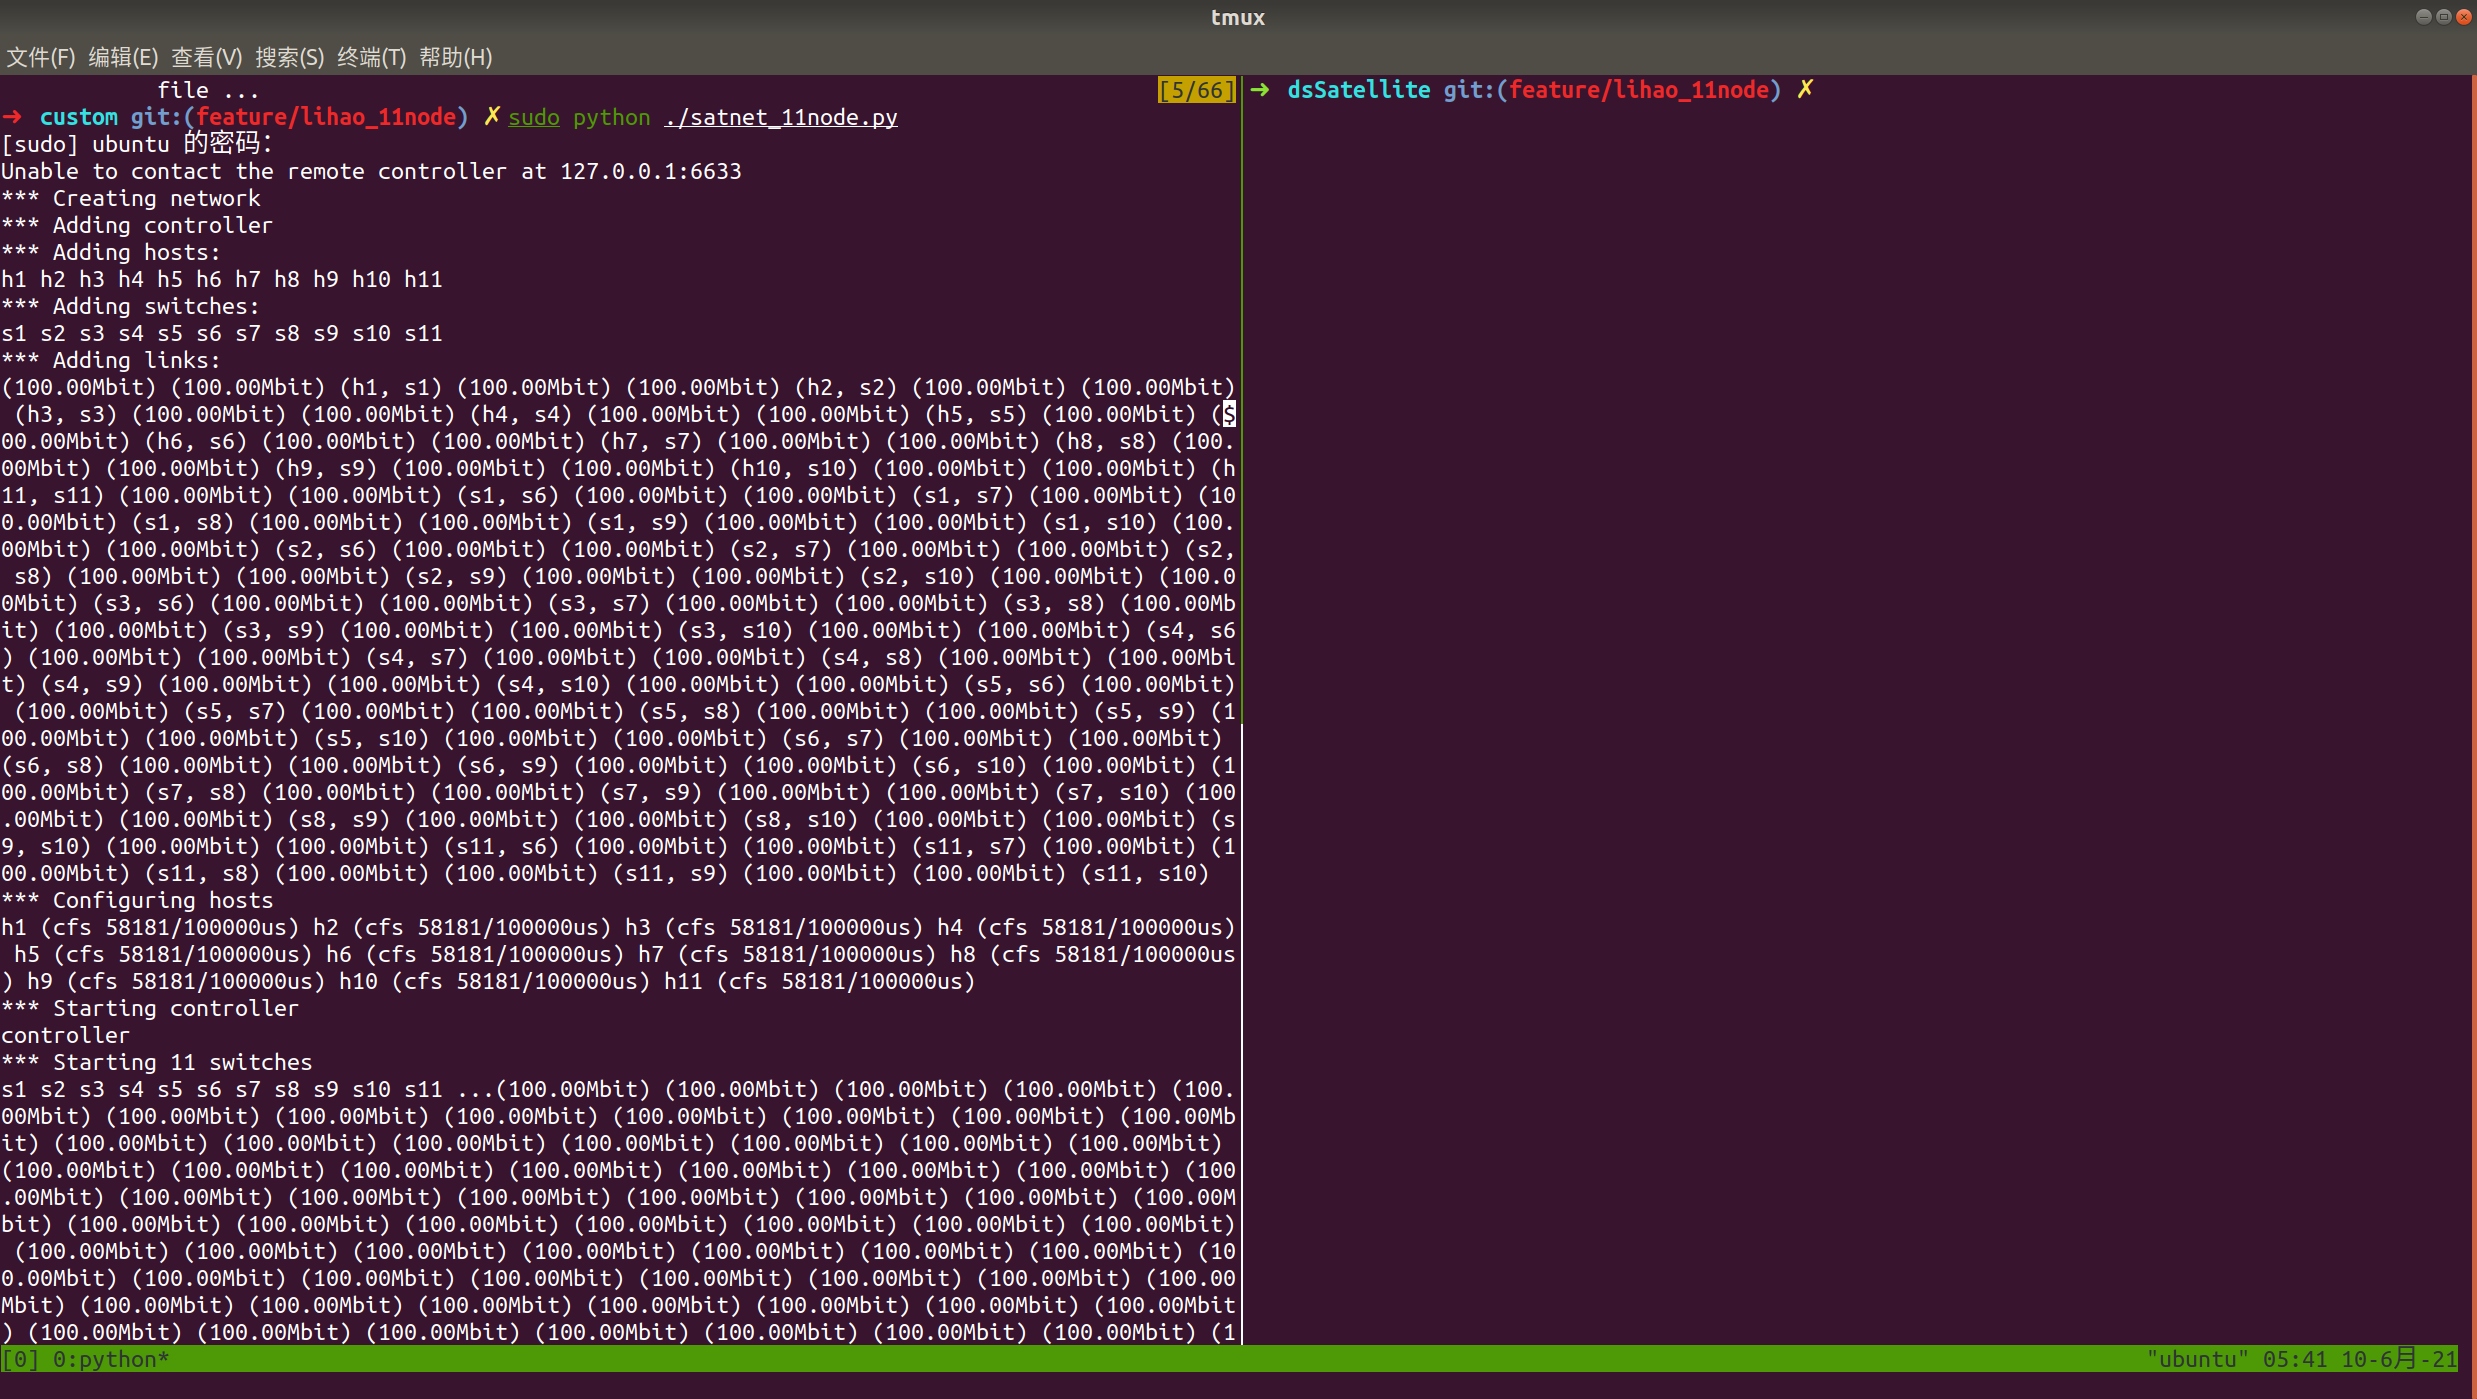 tmux
文件(F) 编辑(E) 查看(V) 搜索(S) 终端(T) 帮助(H)
file ... [5/66]
➜ custom git:(feature/lihao_11node) ✗ sudo python ./satnet_11node.py
[sudo] ubuntu 的密码：
Unable to contact the remote controller at 127.0.0.1:6633
*** Creating network
*** Adding controller
*** Adding hosts:
h1 h2 h3 h4 h5 h6 h7 h8 h9 h10 h11
*** Adding switches:
s1 s2 s3 s4 s5 s6 s7 s8 s9 s10 s11
*** Adding links:
(100.00Mbit) (100.00Mbit) (h1, s1) (100.00Mbit) (100.00Mbit) (h2, s2) (100.00Mbit) (100.00Mbit)
(h3, s3) (100.00Mbit) (100.00Mbit) (h4, s4) (100.00Mbit) (100.00Mbit) (h5, s5) (100.00Mbit) ($
00.00Mbit) (h6, s6) (100.00Mbit) (100.00Mbit) (h7, s7) (100.00Mbit) (100.00Mbit) (h8, s8) (100.
00Mbit) (100.00Mbit) (h9, s9) (100.00Mbit) (100.00Mbit) (h10, s10) (100.00Mbit) (100.00Mbit) (h
11, s11) (100.00Mbit) (100.00Mbit) (s1, s6) (100.00Mbit) (100.00Mbit) (s1, s7) (100.00Mbit) (10
0.00Mbit) (s1, s8) (100.00Mbit) (100.00Mbit) (s1, s9) (100.00Mbit) (100.00Mbit) (s1, s10) (100.
00Mbit) (100.00Mbit) (s2, s6) (100.00Mbit) (100.00Mbit) (s2, s7) (100.00Mbit) (100.00Mbit) (s2,
s8) (100.00Mbit) (100.00Mbit) (s2, s9) (100.00Mbit) (100.00Mbit) (s2, s10) (100.00Mbit) (100.0
0Mbit) (s3, s6) (100.00Mbit) (100.00Mbit) (s3, s7) (100.00Mbit) (100.00Mbit) (s3, s8) (100.00Mb
it) (100.00Mbit) (s3, s9) (100.00Mbit) (100.00Mbit) (s3, s10) (100.00Mbit) (100.00Mbit) (s4, s6
) (100.00Mbit) (100.00Mbit) (s4, s7) (100.00Mbit) (100.00Mbit) (s4, s8) (100.00Mbit) (100.00Mbi
t) (s4, s9) (100.00Mbit) (100.00Mbit) (s4, s10) (100.00Mbit) (100.00Mbit) (s5, s6) (100.00Mbit)
(100.00Mbit) (s5, s7) (100.00Mbit) (100.00Mbit) (s5, s8) (100.00Mbit) (100.00Mbit) (s5, s9) (1
00.00Mbit) (100.00Mbit) (s5, s10) (100.00Mbit) (100.00Mbit) (s6, s7) (100.00Mbit) (100.00Mbit)
(s6, s8) (100.00Mbit) (100.00Mbit) (s6, s9) (100.00Mbit) (100.00Mbit) (s6, s10) (100.00Mbit) (1
00.00Mbit) (s7, s8) (100.00Mbit) (100.00Mbit) (s7, s9) (100.00Mbit) (100.00Mbit) (s7, s10) (100
.00Mbit) (100.00Mbit) (s8, s9) (100.00Mbit) (100.00Mbit) (s8, s10) (100.00Mbit) (100.00Mbit) (s
9, s10) (100.00Mbit) (100.00Mbit) (s11, s6) (100.00Mbit) (100.00Mbit) (s11, s7) (100.00Mbit) (1
00.00Mbit) (s11, s8) (100.00Mbit) (100.00Mbit) (s11, s9) (100.00Mbit) (100.00Mbit) (s11, s10)
*** Configuring hosts
h1 (cfs 58181/100000us) h2 (cfs 58181/100000us) h3 (cfs 58181/100000us) h4 (cfs 58181/100000us)
h5 (cfs 58181/100000us) h6 (cfs 58181/100000us) h7 (cfs 58181/100000us) h8 (cfs 58181/100000us
) h9 (cfs 58181/100000us) h10 (cfs 58181/100000us) h11 (cfs 58181/100000us)
*** Starting controller
controller
*** Starting 11 switches
s1 s2 s3 s4 s5 s6 s7 s8 s9 s10 s11 ...(100.00Mbit) (100.00Mbit) (100.00Mbit) (100.00Mbit) (100.
00Mbit) (100.00Mbit) (100.00Mbit) (100.00Mbit) (100.00Mbit) (100.00Mbit) (100.00Mbit) (100.00Mb
it) (100.00Mbit) (100.00Mbit) (100.00Mbit) (100.00Mbit) (100.00Mbit) (100.00Mbit) (100.00Mbit)
(100.00Mbit) (100.00Mbit) (100.00Mbit) (100.00Mbit) (100.00Mbit) (100.00Mbit) (100.00Mbit) (100
.00Mbit) (100.00Mbit) (100.00Mbit) (100.00Mbit) (100.00Mbit) (100.00Mbit) (100.00Mbit) (100.00M
bit) (100.00Mbit) (100.00Mbit) (100.00Mbit) (100.00Mbit) (100.00Mbit) (100.00Mbit) (100.00Mbit)
(100.00Mbit) (100.00Mbit) (100.00Mbit) (100.00Mbit) (100.00Mbit) (100.00Mbit) (100.00Mbit) (10
0.00Mbit) (100.00Mbit) (100.00Mbit) (100.00Mbit) (100.00Mbit) (100.00Mbit) (100.00Mbit) (100.00
Mbit) (100.00Mbit) (100.00Mbit) (100.00Mbit) (100.00Mbit) (100.00Mbit) (100.00Mbit) (100.00Mbit
) (100.00Mbit) (100.00Mbit) (100.00Mbit) (100.00Mbit) (100.00Mbit) (100.00Mbit) (100.00Mbit) (1
➜ dsSatellite git:(feature/lihao_11node) ✗
[0] 0:python* "ubuntu" 05:41 10-6月-21